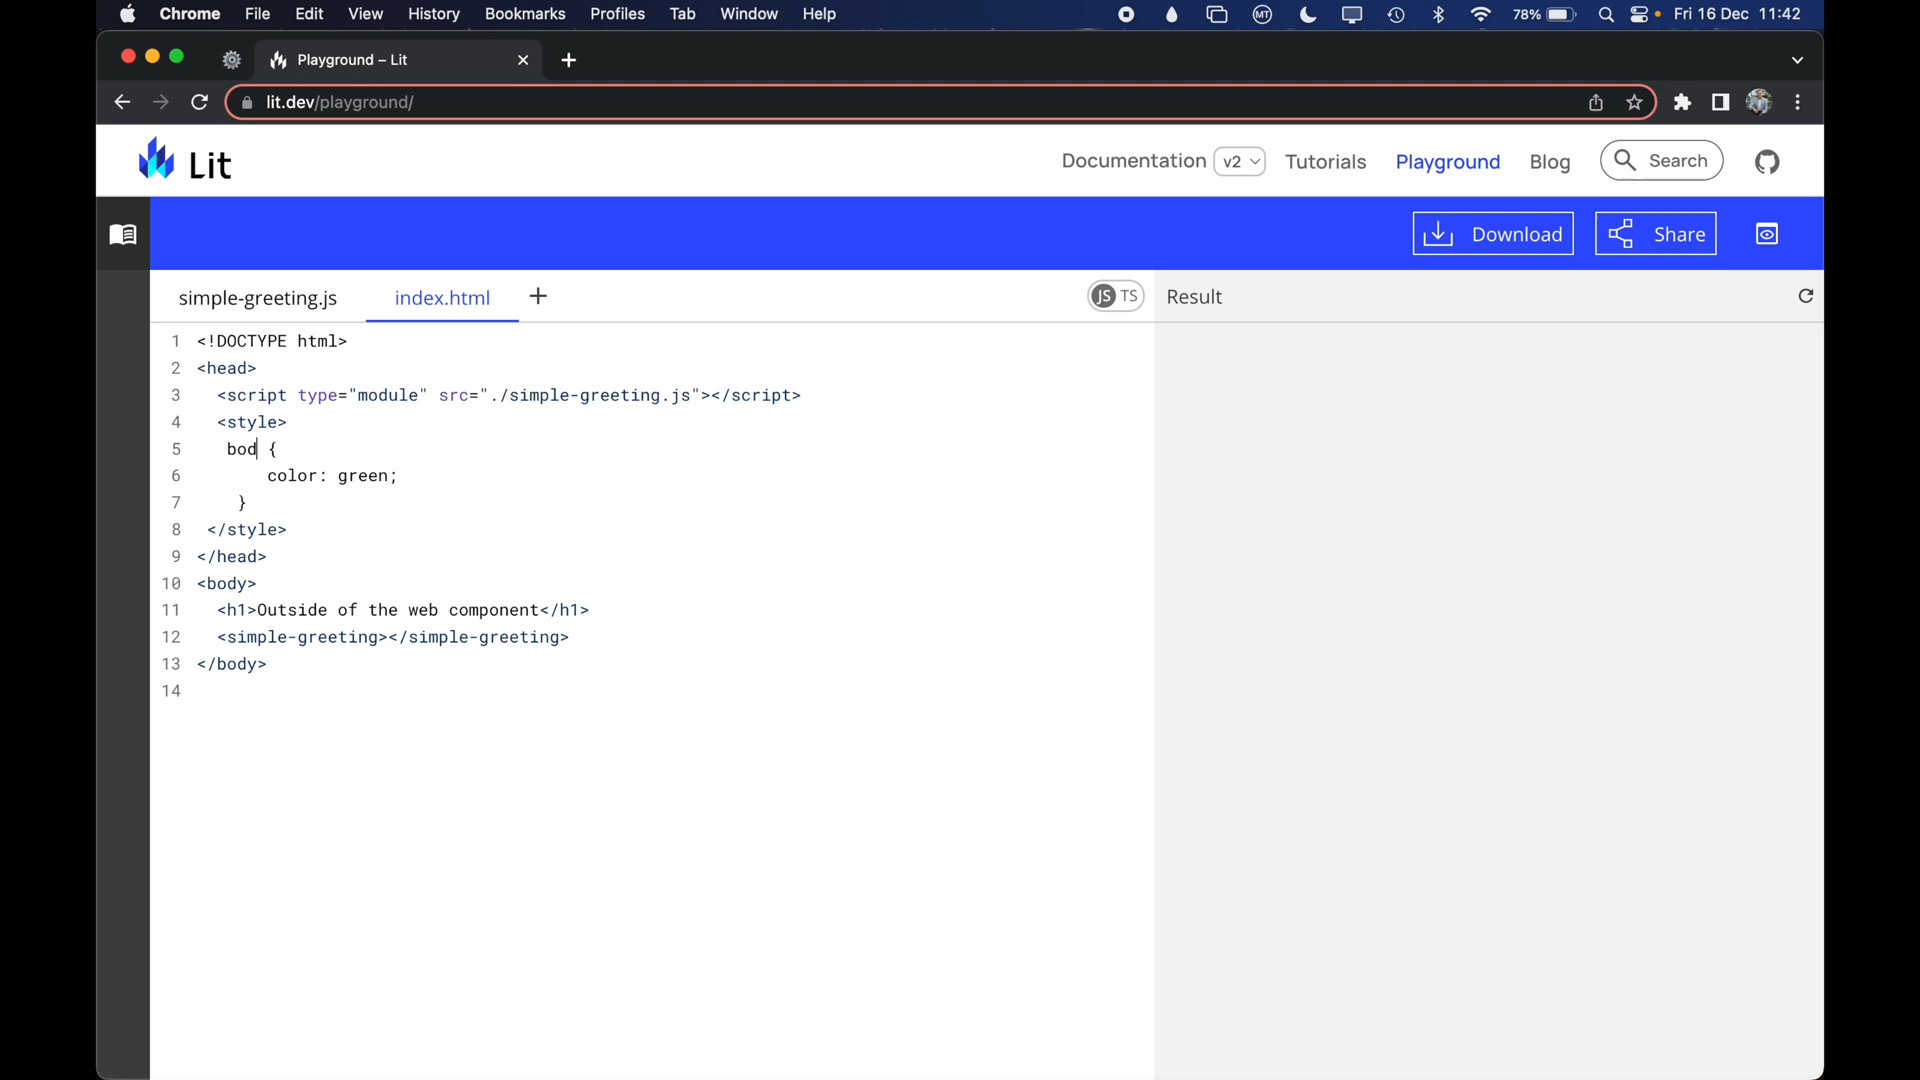 Chrome File Edit View History Bookmarks Profiles Tab Window Help MT 78% Fri 16 Dec 11:42
Playground – Lit
lit.dev/playground/
Lit Documentation v2 Tutorials Playground Blog Search
Download Share
simple-greeting.js index.html + JS TS Result
1 <!DOCTYPE html>
2 <head>
3 <script type="module" src="./simple-greeting.js"></script>
4 <style>
5 bod {
6 color: green;
7 }
8 </style>
9 </head>
10 <body>
11 <h1>Outside of the web component</h1>
12 <simple-greeting></simple-greeting>
13 </body>
14